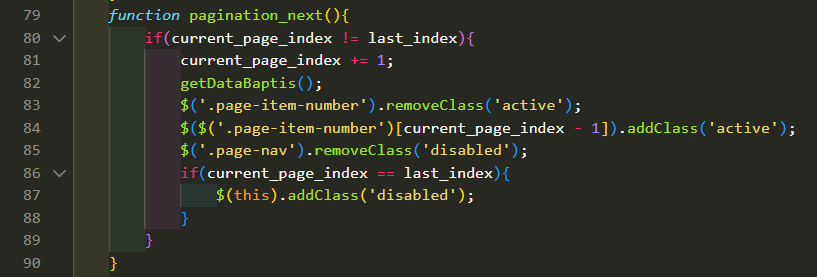 79 function pagination_next(){
80 if(current_page_index != last_index){
81 current_page_index += 1;
82 getDataBaptis();
83 $('.page-item-number').removeClass('active');
84 $($('.page-item-number')[current_page_index - 1]).addClass('active');
85 $('.page-nav').removeClass('disabled');
86 if(current_page_index == last_index){
87 $(this).addClass('disabled');
88 }
89 }
90 }